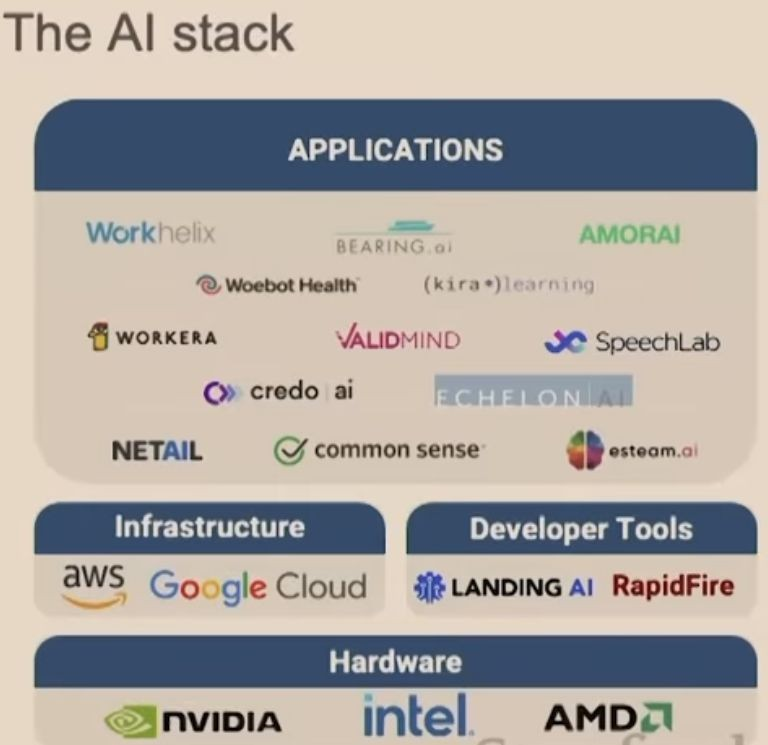 The AI stack
APPLICATIONS
Workhelix BEARING.ai AMORAI
Woebot Health (kira*)learning
WORKERA VALIDMIND SpeechLab
credo ai ECHELON AI
NETAIL common sense esteam.ai
Infrastructure Developer Tools
aws Google Cloud LANDING AI RapidFire
Hardware
NVIDIA intel. AMD